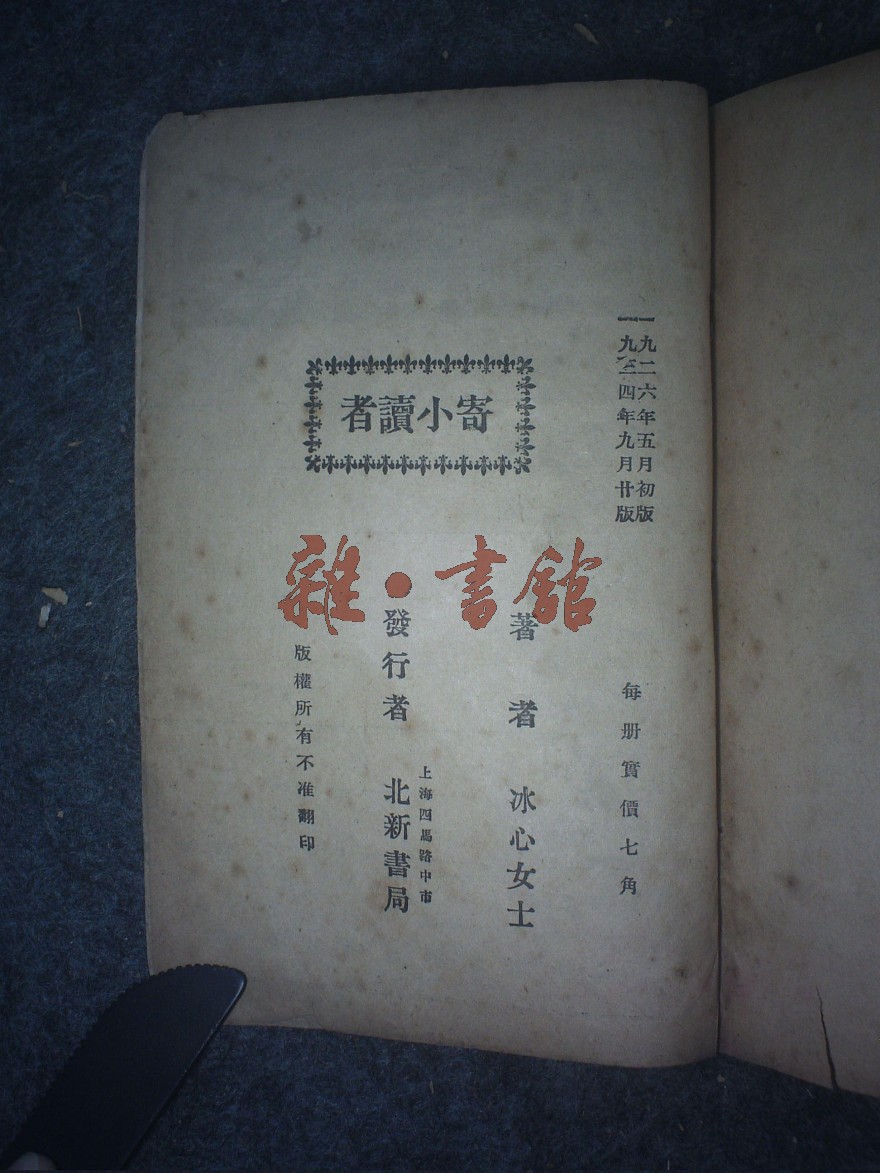 一九二六年五月初版
一九三四年九月廿版
每册實價七角
寄小讀者
著者 冰心女士
發行者 北新書局
上海四馬路中市
版權所有不准翻印
雜·書館